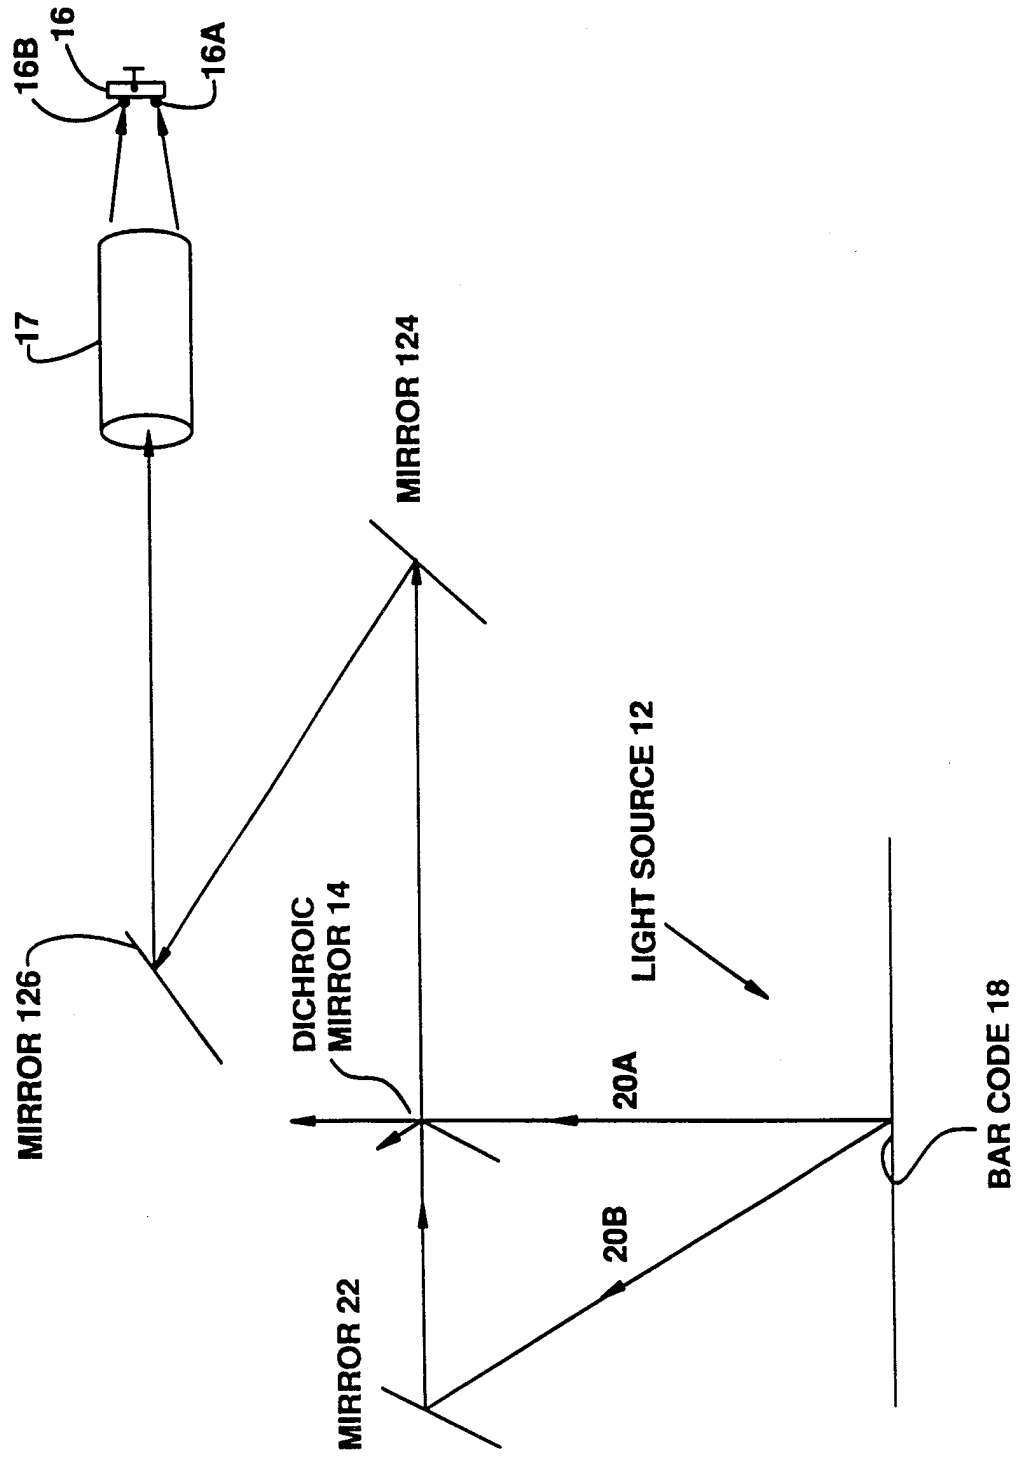 16B
16
16A
17
MIRROR 124
MIRROR 126
DICHROIC
MIRROR 14
LIGHT SOURCE 12
20A
20B
MIRROR 22
BAR CODE 18